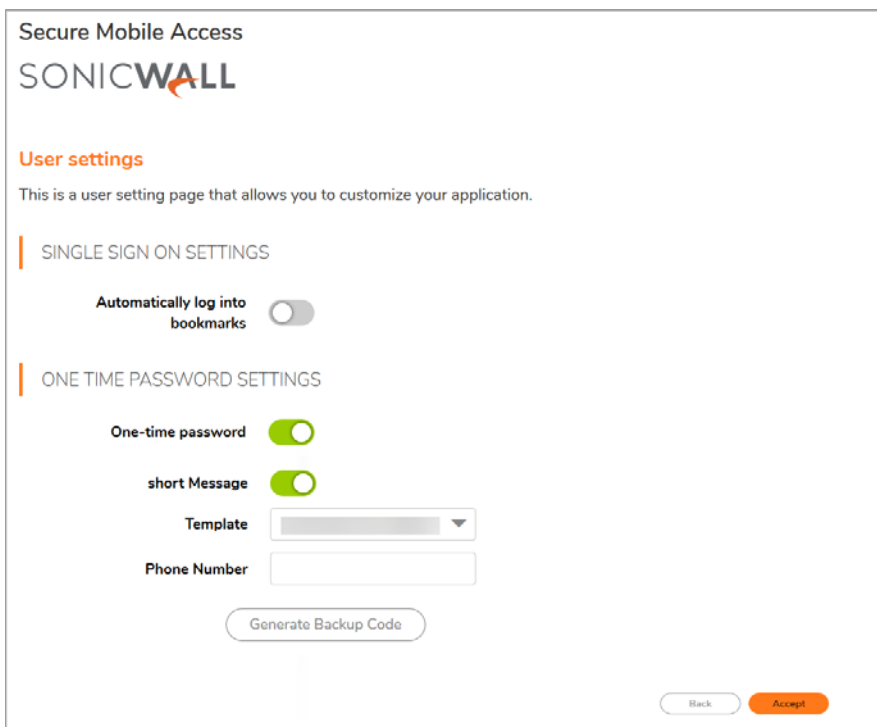 Secure Mobile Access
SONICWALL
User settings
This is a user setting page that allows you to customize your application.
SINGLE SIGN ON SETTINGS
Automatically log into
bookmarks
ONE TIME PASSWORD SETTINGS
One-time password
short Message
Template
Phone Number
Generate Backup Code
Back Accept